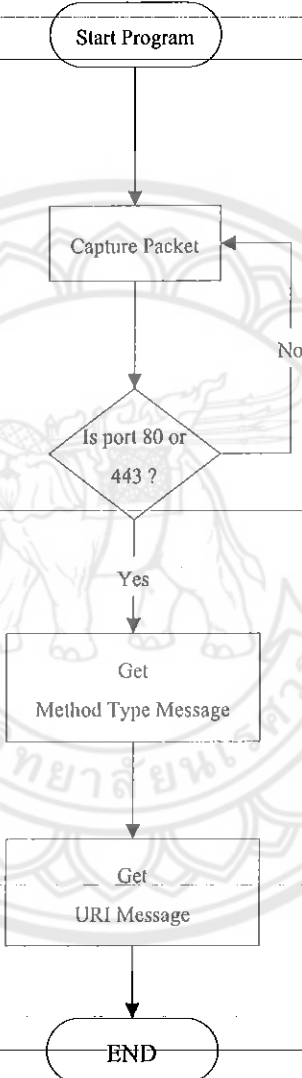 Start Program
Capture Packet
No
Is port 80 or
443 ?
Yes
Get
Method Type Message
Get
URI Message
END